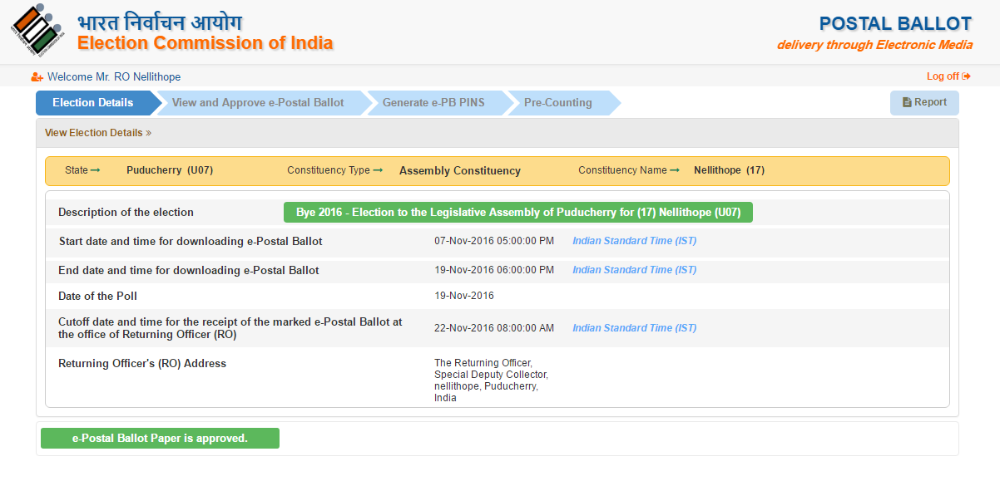 भारत निर्वाचन आयोग
Election Commission of India
POSTAL BALLOT
delivery through Electronic Media
Welcome Mr. RO Nellithope
Log off
Election Details
View and Approve e-Postal Ballot
Generate e-PB PINS
Pre-Counting
Report
View Election Details »
State → Puducherry (U07) Constituency Type → Assembly Constituency Constituency Name → Nellithope (17)
Description of the election Bye 2016 - Election to the Legislative Assembly of Puducherry for (17) Nellithope (U07)
Start date and time for downloading e-Postal Ballot 07-Nov-2016 05:00:00 PM Indian Standard Time (IST)
End date and time for downloading e-Postal Ballot 19-Nov-2016 06:00:00 PM Indian Standard Time (IST)
Date of the Poll 19-Nov-2016
Cutoff date and time for the receipt of the marked e-Postal Ballot at
the office of Returning Officer (RO)
22-Nov-2016 08:00:00 AM Indian Standard Time (IST)
Returning Officer's (RO) Address The Returning Officer,
Special Deputy Collector,
nellithope, Puducherry,
India
e-Postal Ballot Paper is approved.